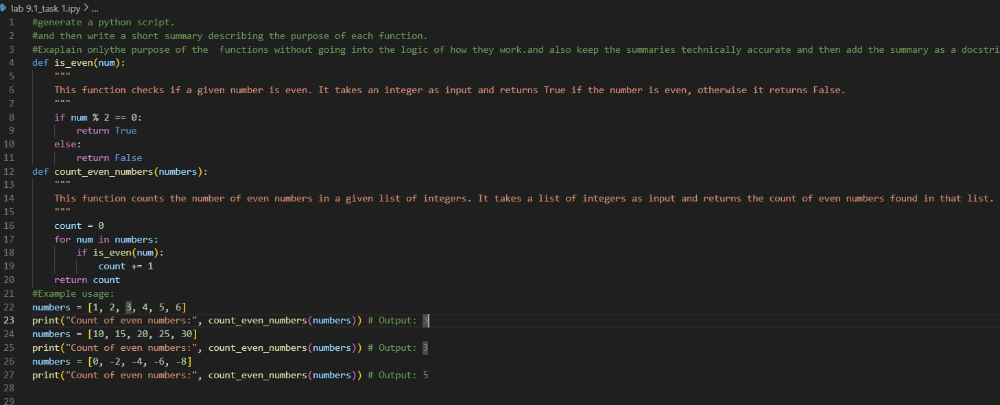 lab 9.1_task 1.ipy > ...
1 #generate a python script.
2 #and then write a short summary describing the purpose of each function.
3 #Exaplain onlythe purpose of the  functions without going into the logic of how they work.and also keep the summaries technically accurate and then add the summary as a docstri
4 def is_even(num):
5     """
6     This function checks if a given number is even. It takes an integer as input and returns True if the number is even, otherwise it returns False.
7     """
8     if num % 2 == 0:
9         return True
10     else:
11         return False
12 def count_even_numbers(numbers):
13     """
14     This function counts the number of even numbers in a given list of integers. It takes a list of integers as input and returns the count of even numbers found in that list.
15     """
16     count = 0
17     for num in numbers:
18         if is_even(num):
19             count += 1
20     return count
21 #Example usage:
22 numbers = [1, 2, 3, 4, 5, 6]
23 print("Count of even numbers:", count_even_numbers(numbers)) # Output: 3
24 numbers = [10, 15, 20, 25, 30]
25 print("Count of even numbers:", count_even_numbers(numbers)) # Output: 3
26 numbers = [0, -2, -4, -6, -8]
27 print("Count of even numbers:", count_even_numbers(numbers)) # Output: 5
28
29